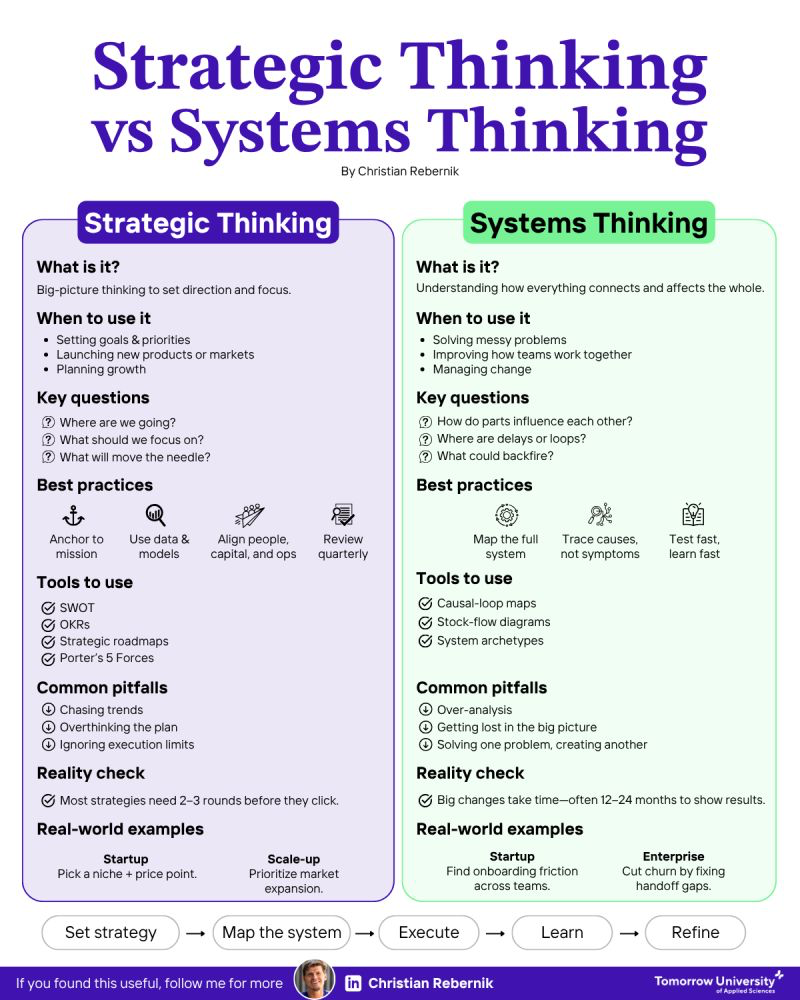 Strategic Thinking
vs Systems Thinking
By Christian Rebernik
Strategic Thinking
What is it?
Big-picture thinking to set direction and focus.
When to use it
• Setting goals & priorities
• Launching new products or markets
• Planning growth
Key questions
Where are we going?
What should we focus on?
What will move the needle?
Best practices
Anchor to
mission
Use data &
models
Align people,
capital, and ops
Review
quarterly
Tools to use
SWOT
OKRs
Strategic roadmaps
Porter's 5 Forces
Common pitfalls
Chasing trends
Overthinking the plan
Ignoring execution limits
Reality check
Most strategies need 2–3 rounds before they click.
Real-world examples
Startup
Pick a niche + price point.
Scale-up
Prioritize market
expansion.
Systems Thinking
What is it?
Understanding how everything connects and affects the whole.
When to use it
• Solving messy problems
• Improving how teams work together
• Managing change
Key questions
How do parts influence each other?
Where are delays or loops?
What could backfire?
Best practices
Map the full
system
Trace causes,
not symptoms
Test fast,
learn fast
Tools to use
Causal-loop maps
Stock-flow diagrams
System archetypes
Common pitfalls
Over-analysis
Getting lost in the big picture
Solving one problem, creating another
Reality check
Big changes take time—often 12–24 months to show results.
Real-world examples
Startup
Find onboarding friction
across teams.
Enterprise
Cut churn by fixing
handoff gaps.
Set strategy → Map the system → Execute → Learn → Refine
If you found this useful, follow me for more
in Christian Rebernik
Tomorrow University
of Applied Sciences